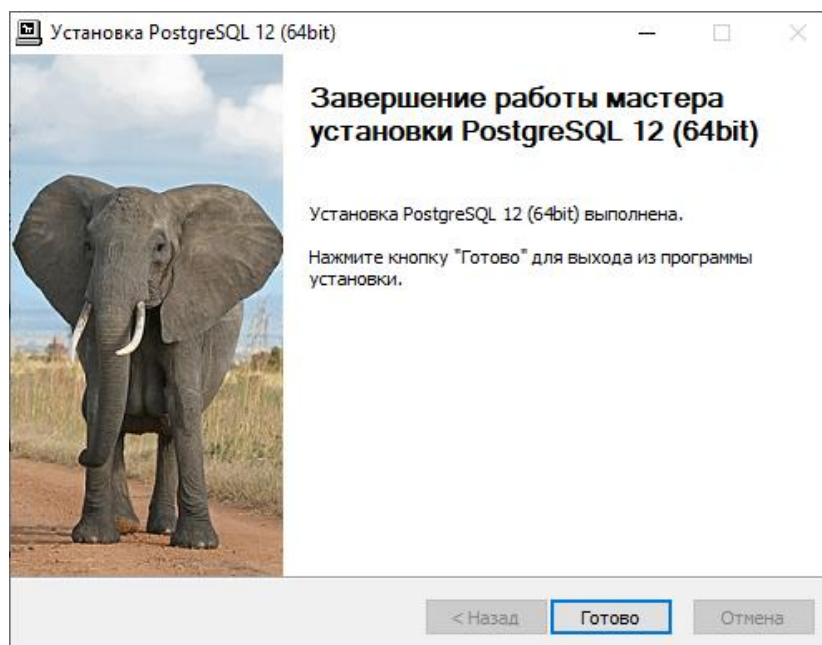 Установка PostgreSQL 12 (64bit)
Завершение работы мастера
установки PostgreSQL 12 (64bit)
Установка PostgreSQL 12 (64bit) выполнена.
Нажмите кнопку "Готово" для выхода из программы
установки.
< Назад
Готово
Отмена